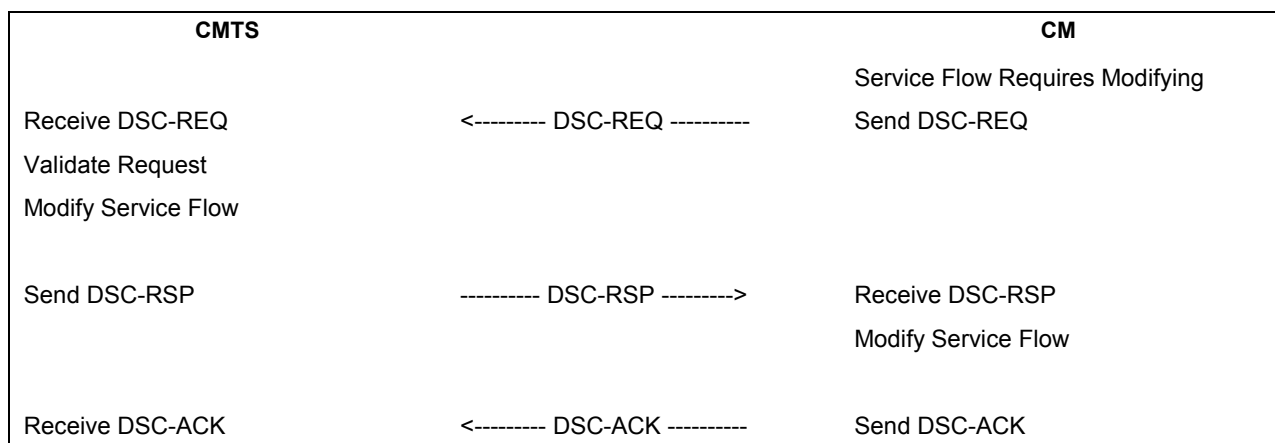 CMTS CM
Service Flow Requires Modifying
Receive DSC-REQ <--------- DSC-REQ ---------- Send DSC-REQ
Validate Request
Modify Service Flow
Send DSC-RSP ---------- DSC-RSP ---------> Receive DSC-RSP
Modify Service Flow
Receive DSC-ACK <--------- DSC-ACK ---------- Send DSC-ACK